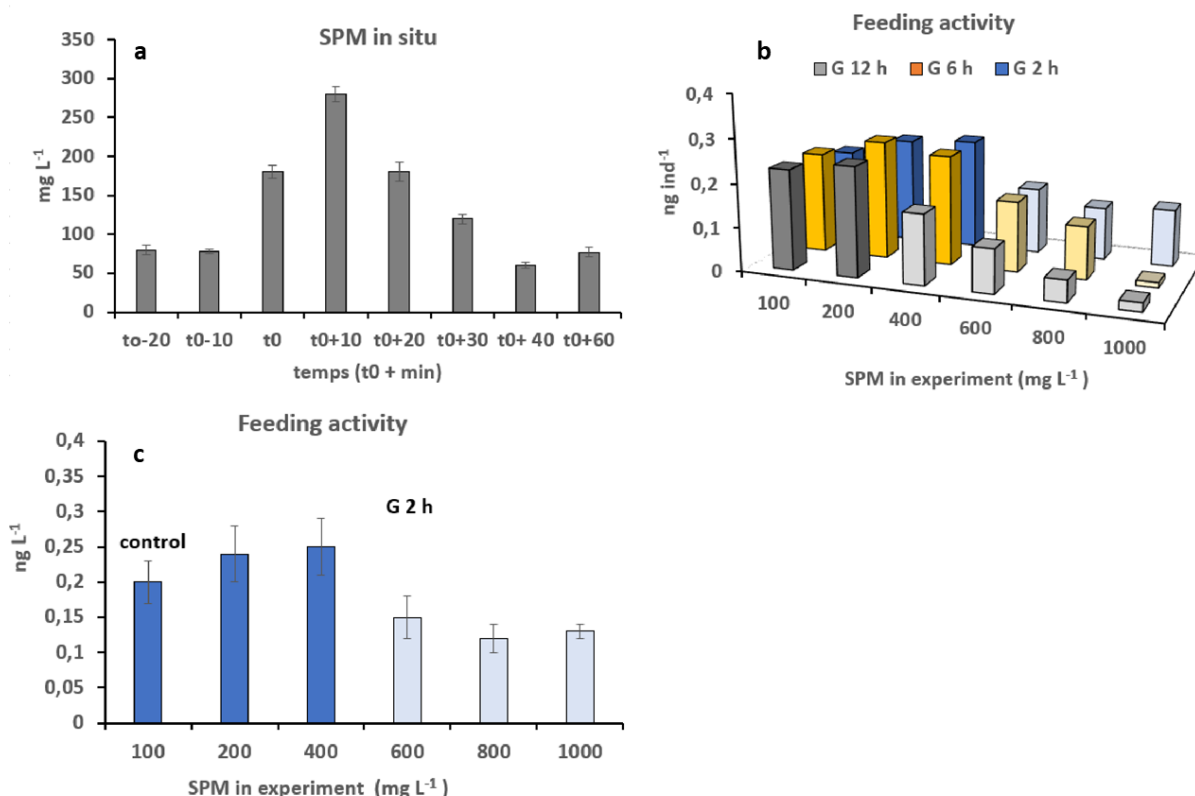 a
SPM in situ
350
300
250
200
150
100
50
0
mg L⁻¹
to-20 t0-10 t0 t0+10 t0+20 t0+30 t0+ 40 t0+60
temps (t0 + min)
Feeding activity
b
G 12 h G 6 h G 2 h
0,4
0,3
0,2
0,1
0
ng ind⁻¹
100 200 400 600 800 1000
SPM in experiment (mg L⁻¹ )
Feeding activity
c
0,4
0,35
0,3
0,25
0,2
0,15
0,1
0,05
0
ng L⁻¹
G 2 h
control
100 200 400 600 800 1000
SPM in experiment (mg L⁻¹ )